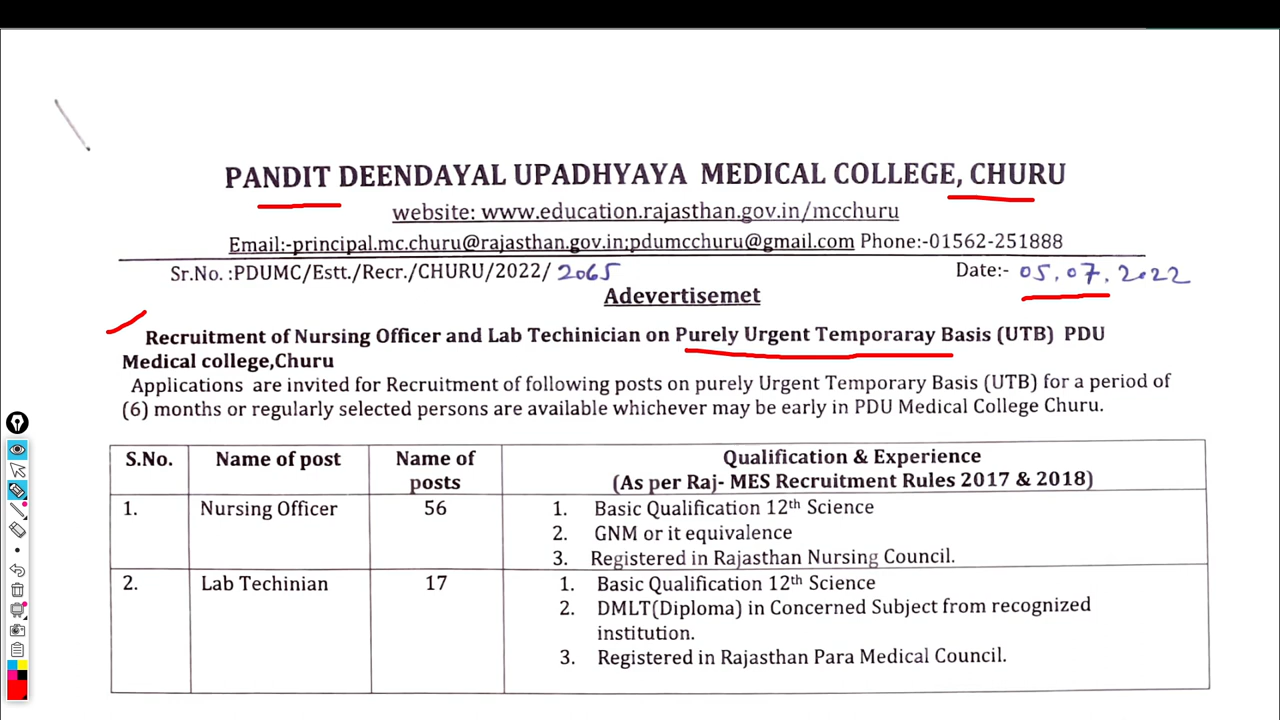 PANDIT DEENDAYAL UPADHYAYA MEDICAL COLLEGE, CHURU
website: www.education.rajasthan.gov.in/mcchuru
Email:-principal.mc.churu@rajasthan.gov.in;pdumcchuru@gmail.com Phone:-01562-251888
Sr.No. :PDUMC/Estt./Recr./CHURU/2022/ 2065 Date:- 05.07.2022
Adevertisemet
Recruitment of Nursing Officer and Lab Techinician on Purely Urgent Temporaray Basis (UTB) PDU
Medical college,Churu
Applications are invited for Recruitment of following posts on purely Urgent Temporary Basis (UTB) for a period of
(6) months or regularly selected persons are available whichever may be early in PDU Medical College Churu.
S.No. Name of post Name of posts Qualification & Experience
(As per Raj- MES Recruitment Rules 2017 & 2018)
1. Nursing Officer 56 1. Basic Qualification 12th Science
2. GNM or it equivalence
3. Registered in Rajasthan Nursing Council.
2. Lab Techinian 17 1. Basic Qualification 12th Science
2. DMLT(Diploma) in Concerned Subject from recognized
institution.
3. Registered in Rajasthan Para Medical Council.